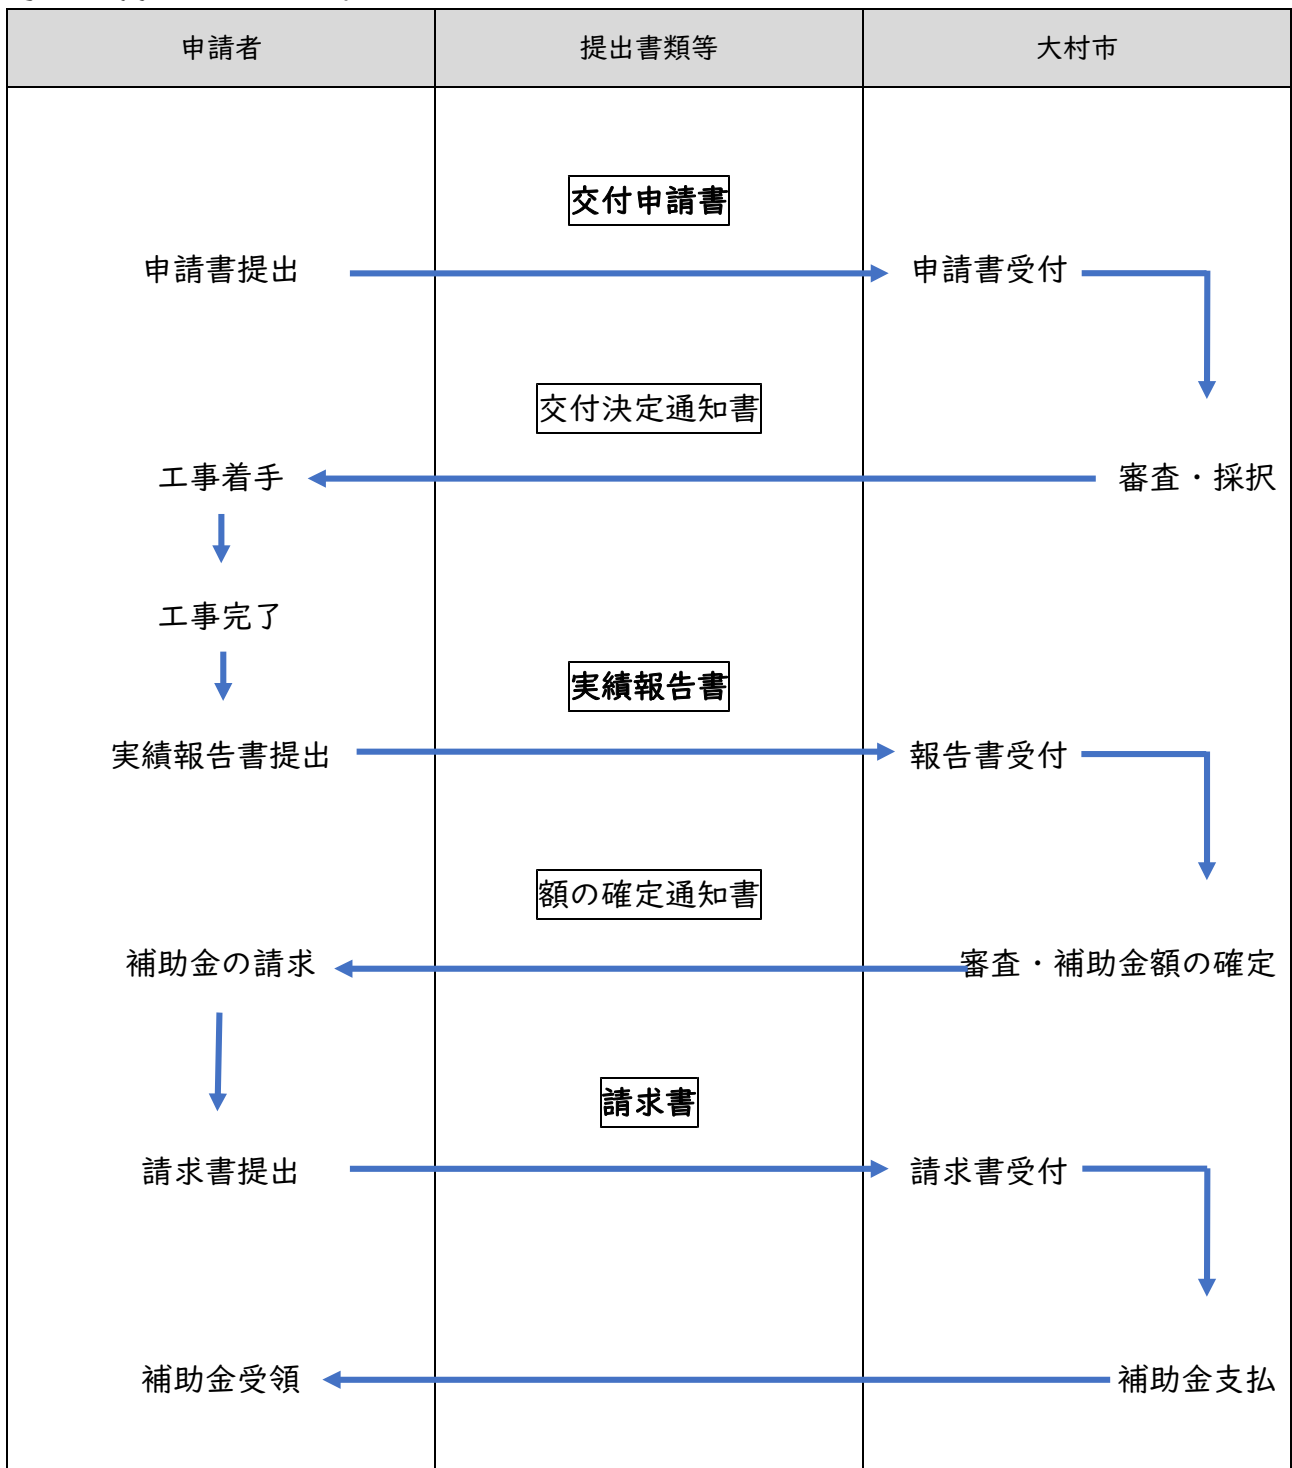 申請者 提出書類等 大村市
交付申請書
申請書提出 申請書受付
交付決定通知書
工事着手 審査・採択
工事完了
実績報告書
実績報告書提出 報告書受付
額の確定通知書
補助金の請求 審査・補助金額の確定
請求書
請求書提出 請求書受付
補助金受領 補助金支払